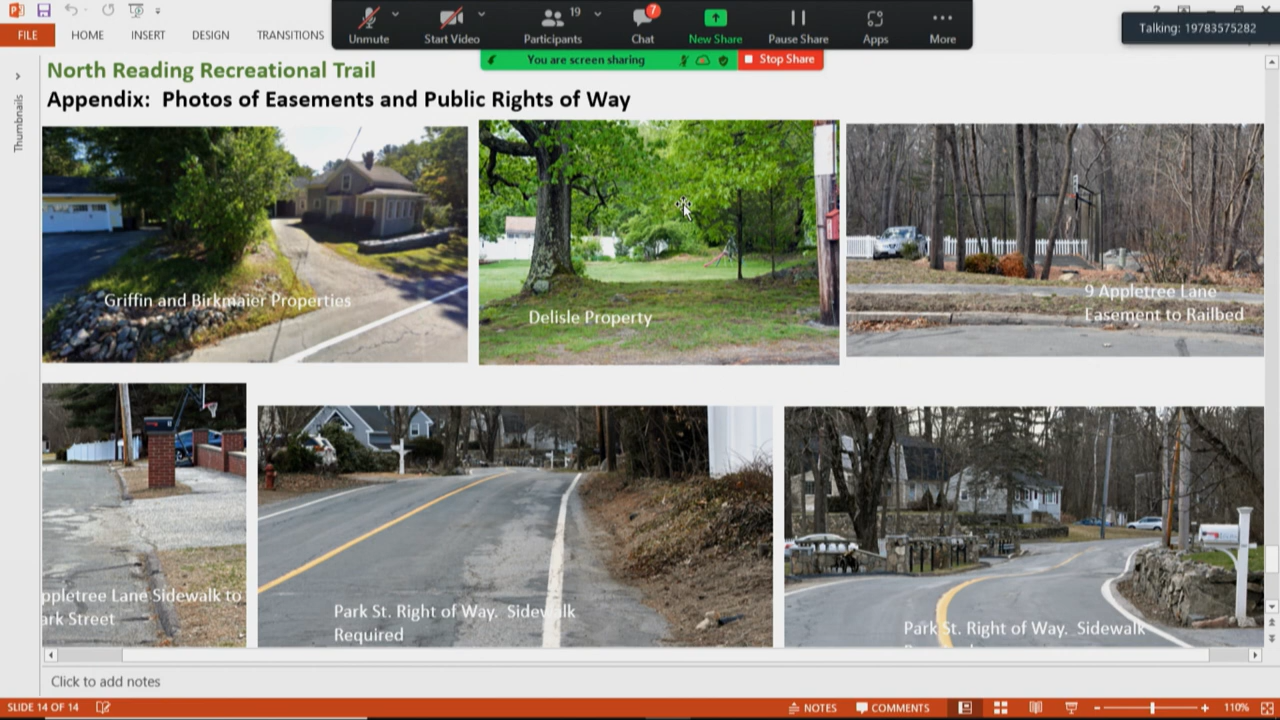 19
7
Unmute
Start Video
Participants
Chat
New Share
Pause Share
Apps
More
Talking: 19783575282
You are screen sharing
Stop Share
FILE
HOME
INSERT
DESIGN
TRANSITIONS
Thumbnails
North Reading Recreational Trail
Appendix: Photos of Easements and Public Rights of Way
Griffin and Birkmaier Properties
Delisle Property
9 Appletree Lane
Easement to Railbed
ppletree Lane Sidewalk to
ark Street
Park St. Right of Way. Sidewalk
Required
Park St. Right of Way. Sidewalk
Click to add notes
SLIDE 14 OF 14
NOTES
COMMENTS
110%